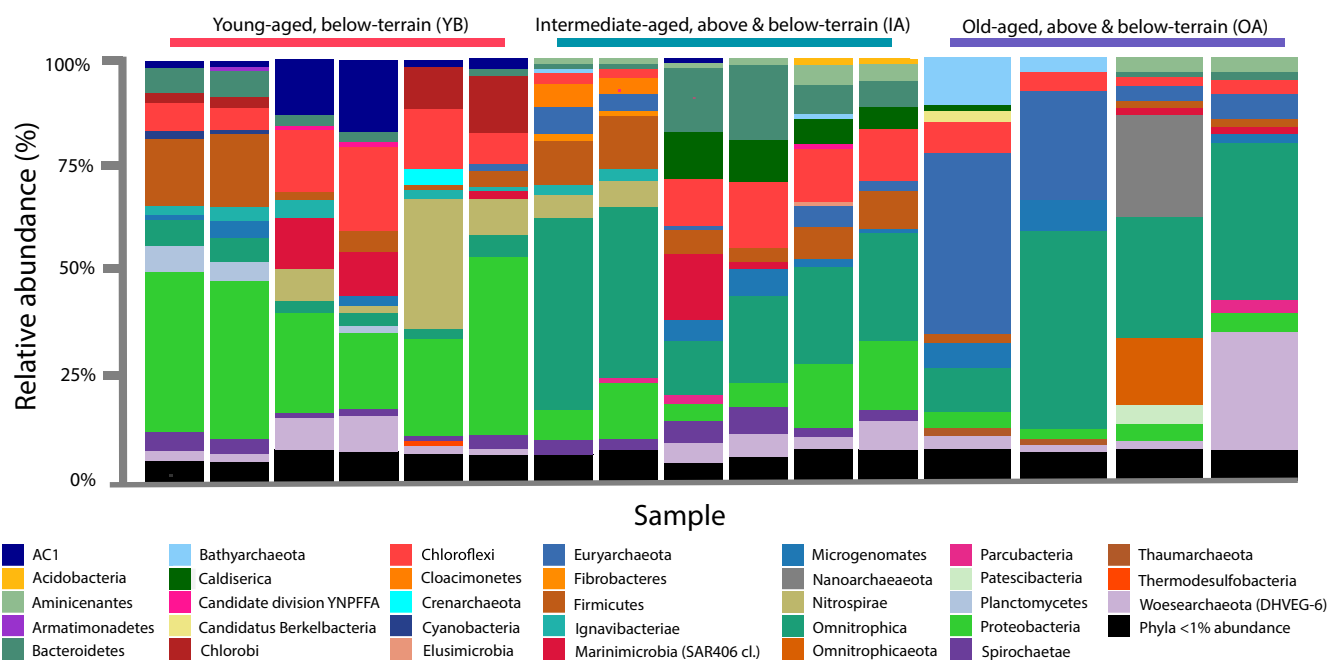 Young-aged, below-terrain (YB)
Intermediate-aged, above & below-terrain (IA)
Old-aged, above & below-terrain (OA)
100%
75%
50%
25%
0%
Relative abundance (%)
Sample
AC1
Acidobacteria
Aminicenantes
Armatimonadetes
Bacteroidetes
Bathyarchaeota
Caldiserica
Candidate division YNPFFA
Candidatus Berkelbacteria
Chlorobi
Chloroflexi
Cloacimonetes
Crenarchaeota
Cyanobacteria
Elusimicrobia
Euryarchaeota
Fibrobacteres
Firmicutes
Ignavibacteriae
Marinimicrobia (SAR406 cl.)
Microgenomates
Nanoarchaeaeota
Nitrospirae
Omnitrophica
Omnitrophicaeota
Parcubacteria
Patescibacteria
Planctomycetes
Proteobacteria
Spirochaetae
Thaumarchaeota
Thermodesulfobacteria
Woesearchaeota (DHVEG-6)
Phyla <1% abundance